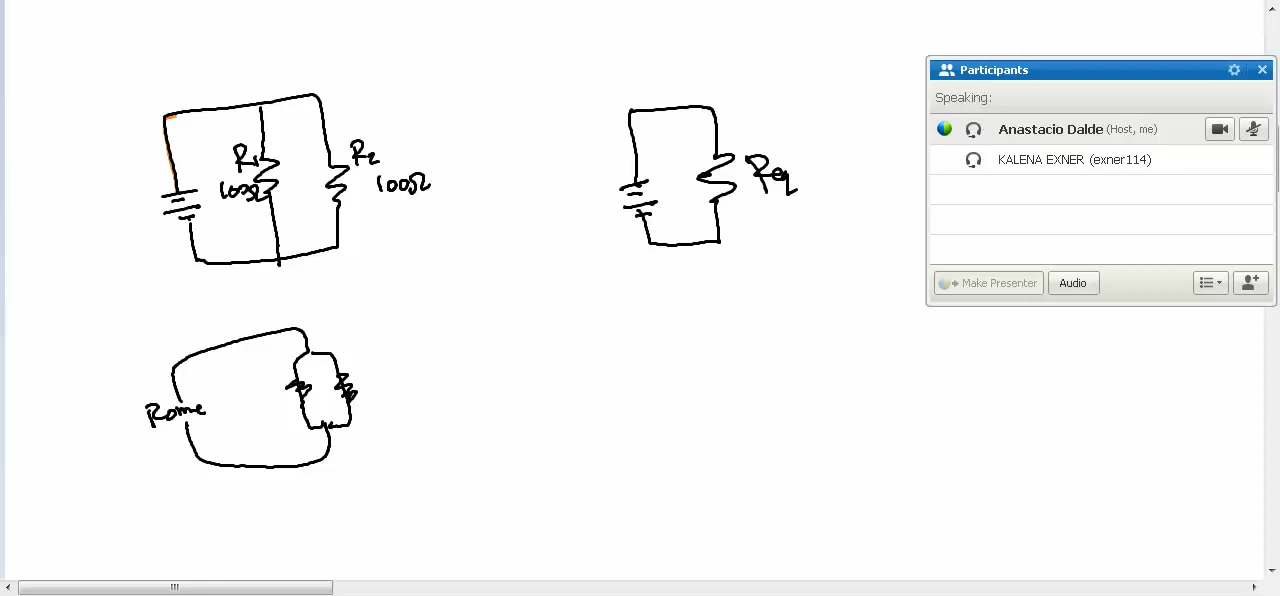 R1
100Ω
R2
100Ω
Req
Rome
Participants
Speaking:
Anastacio Dalde (Host, me)
KALENA EXNER (exner114)
Make Presenter
Audio